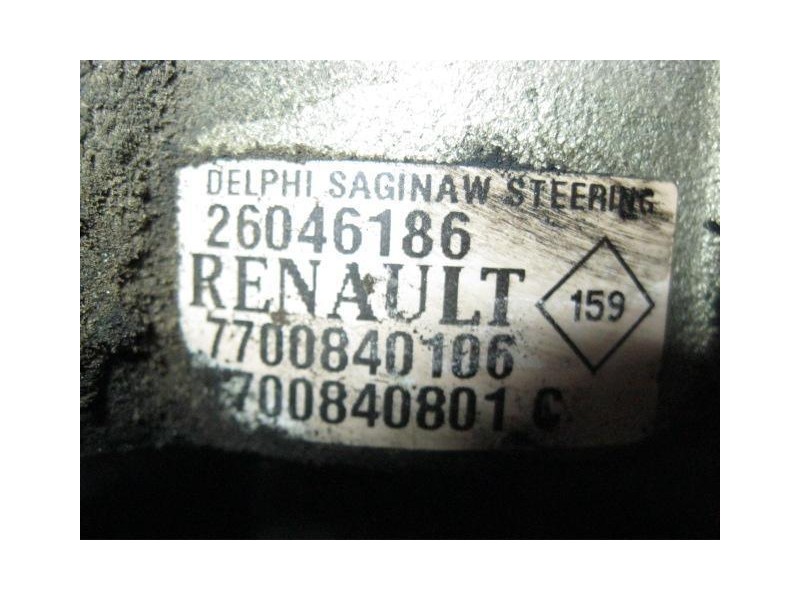 DELPHI SAGINAW STEERING
26046186
RENAULT
159
7700840106
700840801 C